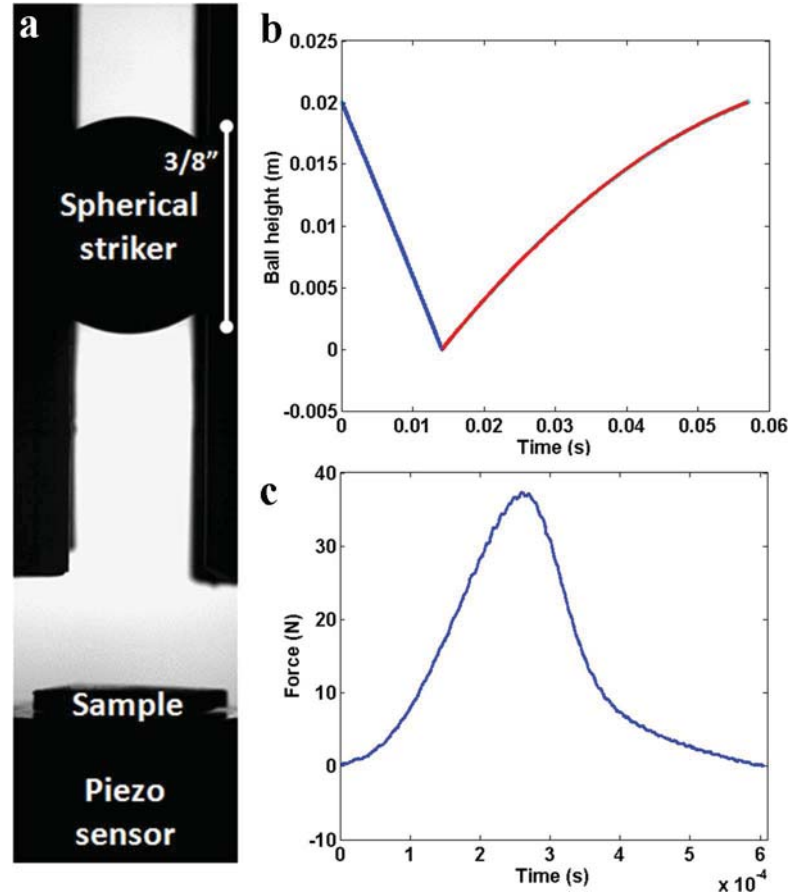 a
3/8"
Spherical
striker
Sample
Piezo
sensor
b
0.025
0.02
0.015
0.01
0.005
0
-0.005
Ball height (m)
0 0.01 0.02 0.03 0.04 0.05 0.06
Time (s)
c
40
30
20
10
0
-10
Force (N)
0 1 2 3 4 5 6
Time (s)
x 10⁻⁴